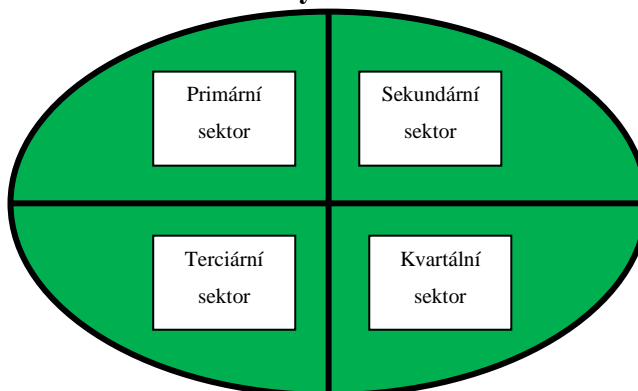 Primární
sektor
Sekundární
sektor
Terciární
sektor
Kvartální
sektor